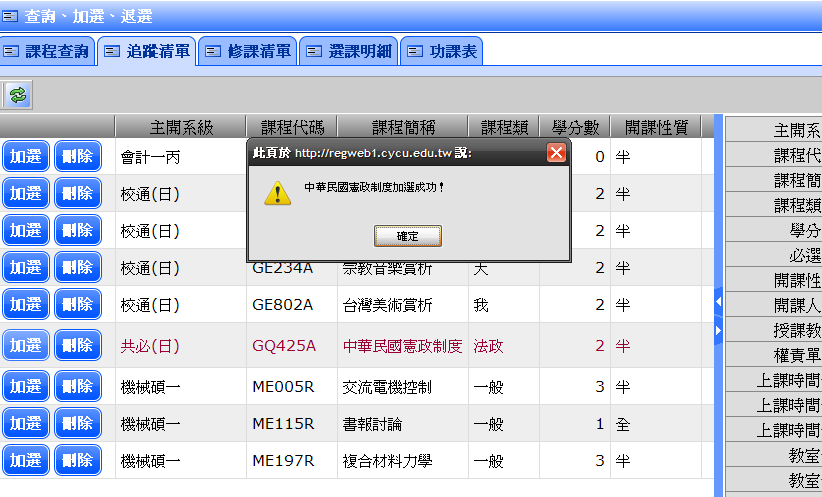 查詢、加選、退選
課程查詢 追蹤清單 修課清單 選課明細 功課表
主開系級 課程代碼 課程簡稱 課程類 學分數 開課性質
加選 刪除 會計一丙 0 半
加選 刪除 校通(日) 2 半
加選 刪除 校通(日) 2 半
加選 刪除 校通(日) GE234A 宗教音樂賞析 天 2 半
加選 刪除 校通(日) GE802A 台灣美術賞析 我 2 半
加選 刪除 共必(日) GQ425A 中華民國憲政制度 法政 2 半
加選 刪除 機械碩一 ME005R 交流電機控制 一般 3 半
加選 刪除 機械碩一 ME115R 書報討論 一般 1 全
加選 刪除 機械碩一 ME197R 複合材料力學 一般 3 半
此頁於 http://regweb1.cycu.edu.tw 說:
中華民國憲政制度加選成功!
確定
主開系
課程代
課程簡
課程類
學分
必選
開課性
開課人
授課教
權責單
上課時間
上課時間
上課時間
教室
教室